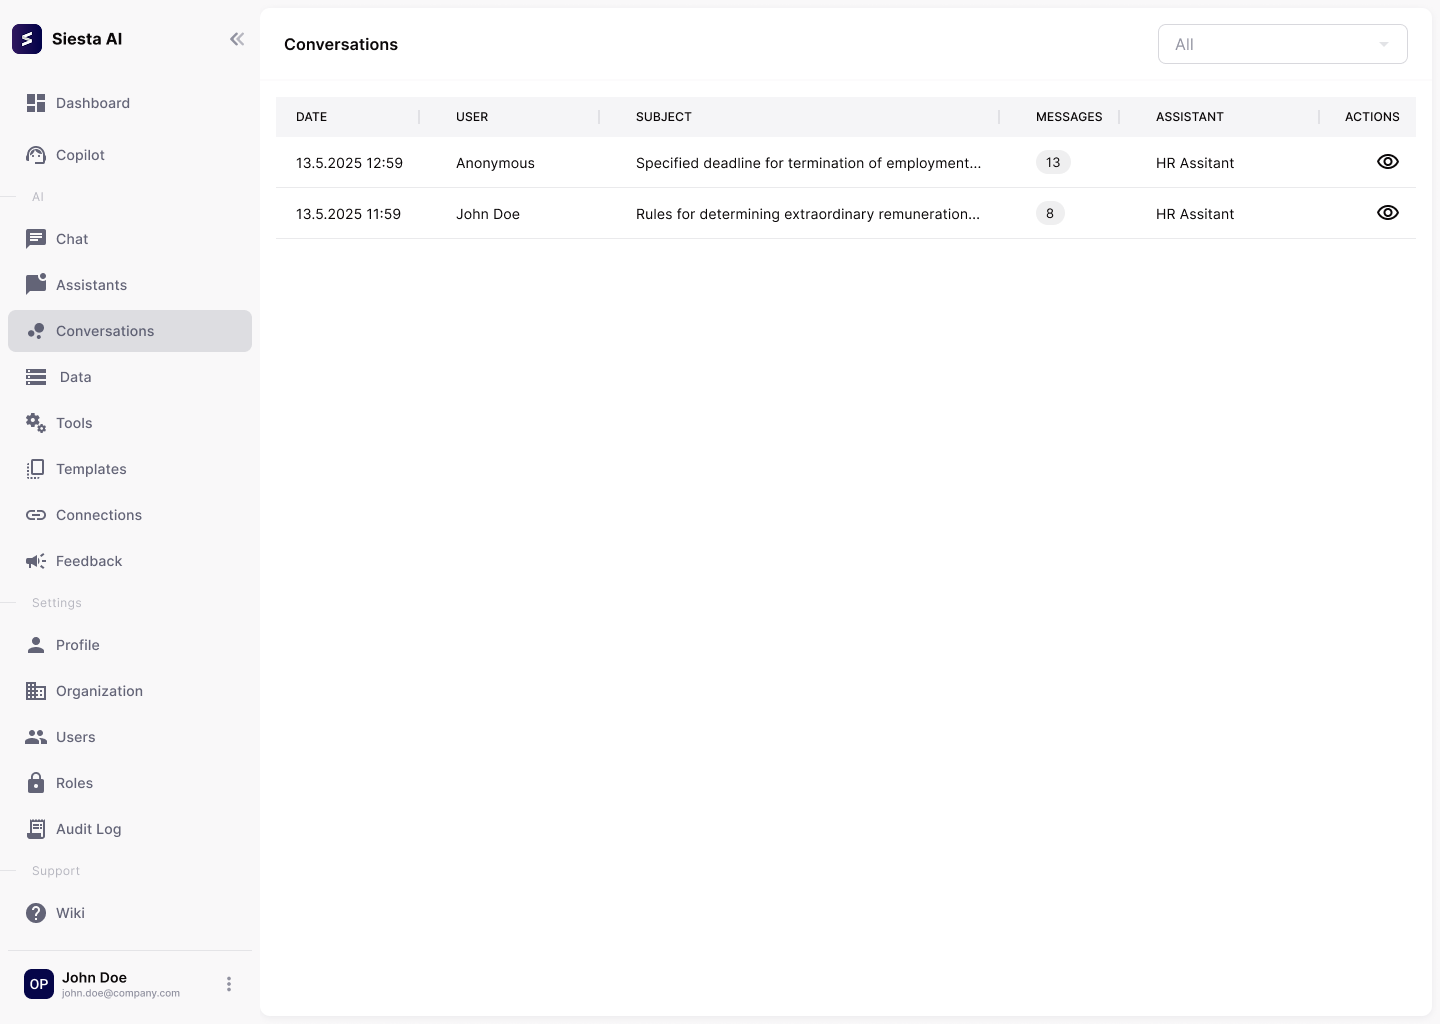 Siesta AI
Dashboard
Copilot
AI
Chat
Assistants
Conversations
Data
Tools
Templates
Connections
Feedback
Settings
Profile
Organization
Users
Roles
Audit Log
Support
Wiki
OP
John Doe
john.doe@company.com
Conversations
All
DATE USER SUBJECT MESSAGES ASSISTANT ACTIONS
13.5.2025 12:59 Anonymous Specified deadline for termination of employment... 13 HR Assitant
13.5.2025 11:59 John Doe Rules for determining extraordinary remuneration... 8 HR Assitant